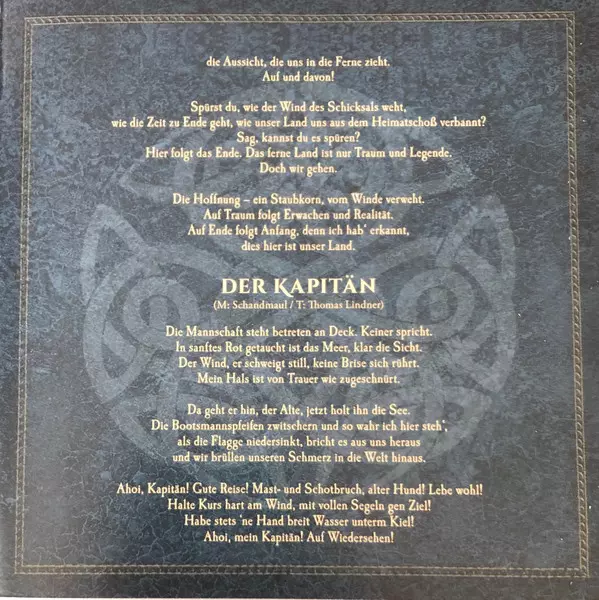 die Aussicht, die uns in die Ferne zieht.
Auf und davon!
Spürst du, wie der Wind des Schicksals weht,
wie die Zeit zu Ende geht, wie unser Land uns aus dem Heimatschoß verbannt?
Sag, kannst du es spüren?
Hier folgt das Ende. Das ferne Land ist nur Traum und Legende.
Doch wir gehen.
Die Hoffnung – ein Staubkorn, vom Winde verweht.
Auf Traum folgt Erwachen und Realität.
Auf Ende folgt Anfang, denn ich hab' erkannt,
dies hier ist unser Land.
DER KAPITÄN
(M: Schandmaul / T: Thomas Lindner)
Die Mannschaft steht betreten an Deck. Keiner spricht.
In sanftes Rot getaucht ist das Meer, klar die Sicht.
Der Wind, er schweigt still, keine Brise sich rührt.
Mein Hals ist von Trauer wie zugeschnürt.
Da geht er hin, der Alte, jetzt holt ihn die See.
Die Bootsmannspfeifen zwitschern und so wahr ich hier steh',
als die Flagge niedersinkt, bricht es aus uns heraus
und wir brüllen unseren Schmerz in die Welt hinaus.
Ahoi, Kapitän! Gute Reise! Mast- und Schotbruch, alter Hund! Lebe wohl!
Halte Kurs hart am Wind, mit vollen Segeln gen Ziel!
Habe stets 'ne Hand breit Wasser unterm Kiel!
Ahoi, mein Kapitän! Auf Wiedersehen!